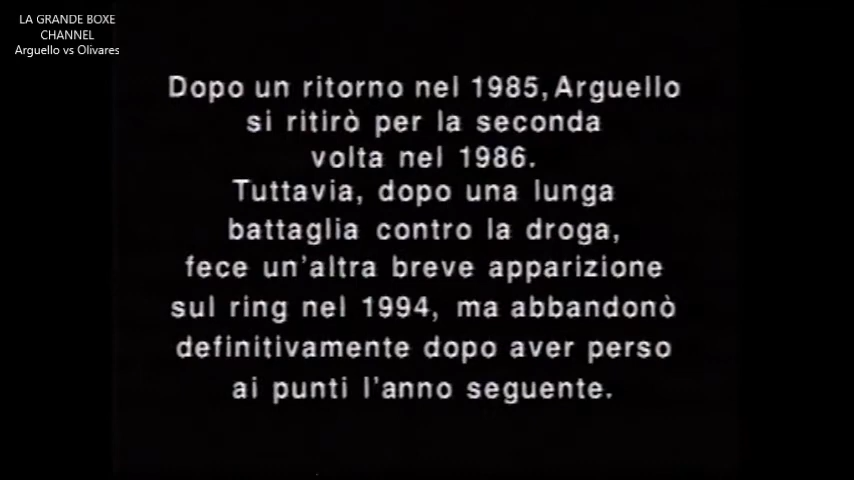 LA GRANDE BOXE
CHANNEL
Arguello vs Olivares
Dopo un ritorno nel 1985, Arguello
si ritirò per la seconda
volta nel 1986.
Tuttavia, dopo una lunga
battaglia contro la droga,
fece un'altra breve apparizione
sul ring nel 1994, ma abbandonò
definitivamente dopo aver perso
ai punti l'anno seguente.